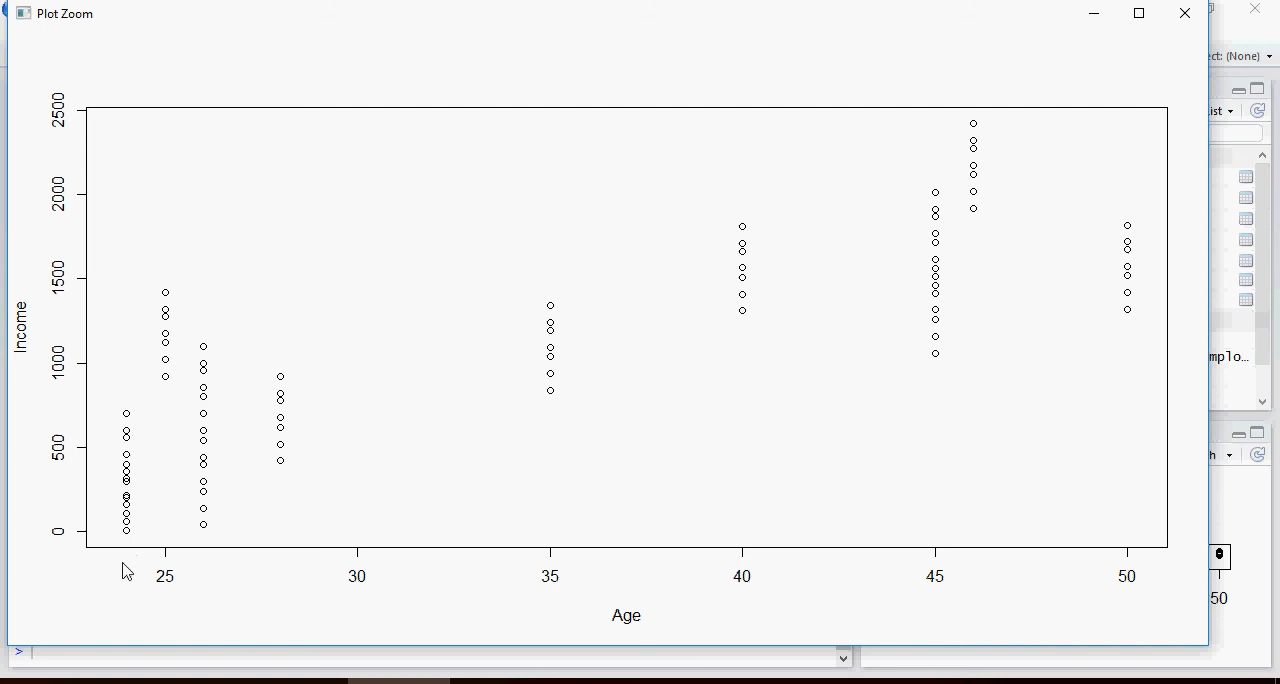 Plot Zoom
ect: (None)
ist
2500
2000
1500
1000
500
0
Income
25 30 35 40 45 50
Age
mplo...
h
50
>